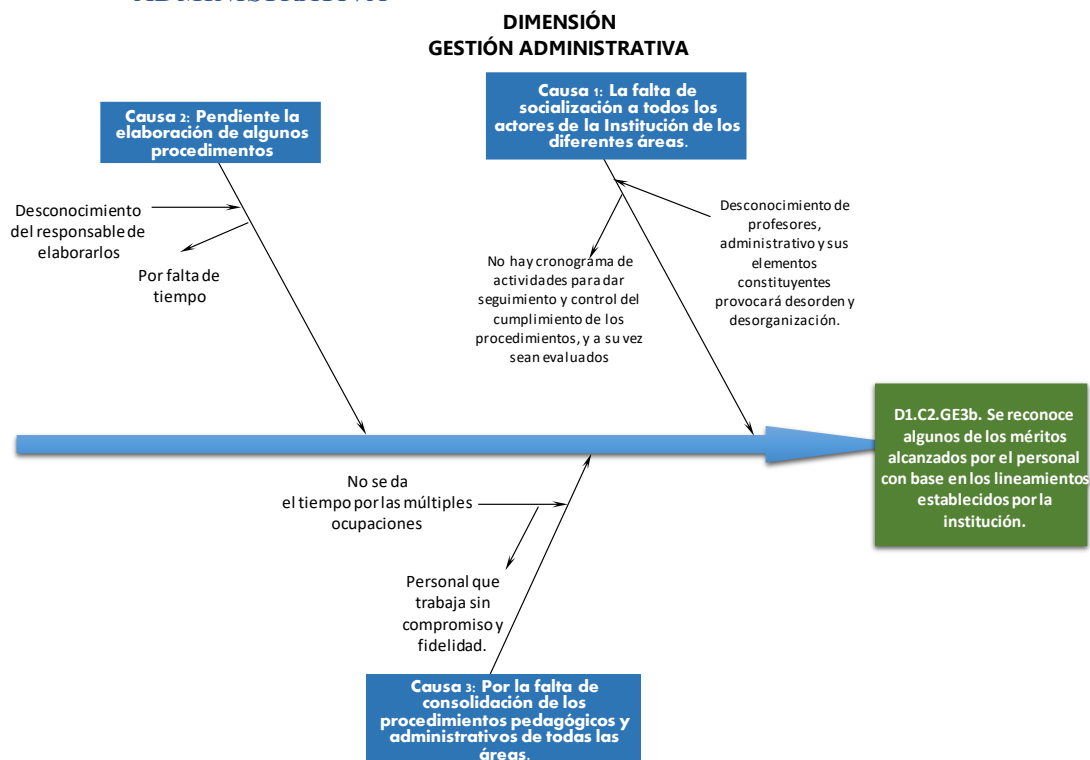 ADMINISTRATIVA
DIMENSIÓN
GESTIÓN ADMINISTRATIVA
Causa 2: Pendiente la
elaboración de algunos
procedimentos
Causa 1: La falta de
socialización a todos los
actores de la Institución de los
diferentes áreas.
Desconocimiento
del responsable de
elaborarlos
Por falta de
tiempo
No hay cronograma de
actividades para dar
seguimiento y control del
cumplimiento de los
procedimientos, y a su vez
sean evaluados
Desconocimiento de
profesores,
administrativo y sus
elementos
constituyentes
provocará desorden y
desorganización.
D1.C2.GE3b. Se reconoce
algunos de los méritos
alcanzados por el personal
con base en los lineamientos
establecidos por la
institución.
No se da
el tiempo por las múltiples
ocupaciones
Personal que
trabaja sin
compromiso y
fidelidad.
Causa 3: Por la falta de
consolidación de los
procedimientos pedagógicos y
administrativos de todas las
áreas.